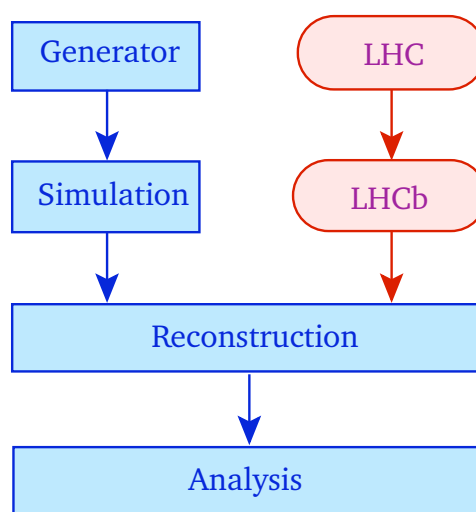 Generator
LHC
Simulation
LHCb
Reconstruction
Analysis